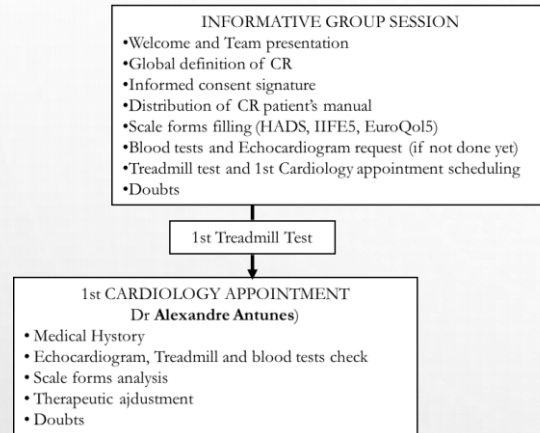 INFORMATIVE GROUP SESSION
•Welcome and Team presentation
•Global definition of CR
•Informed consent signature
•Distribution of CR patient's manual
•Scale forms filling (HADS, IIFE5, EuroQol5)
•Blood tests and Echocardiogram request (if not done yet)
•Treadmill test and 1st Cardiology appointment scheduling
•Doubts
1st Treadmill Test
1st CARDIOLOGY APPOINTMENT
Dr Alexandre Antunes)
• Medical Hystory
• Echocardiogram, Treadmill and blood tests check
• Scale forms analysis
• Therapeutic ajdustment
• Doubts